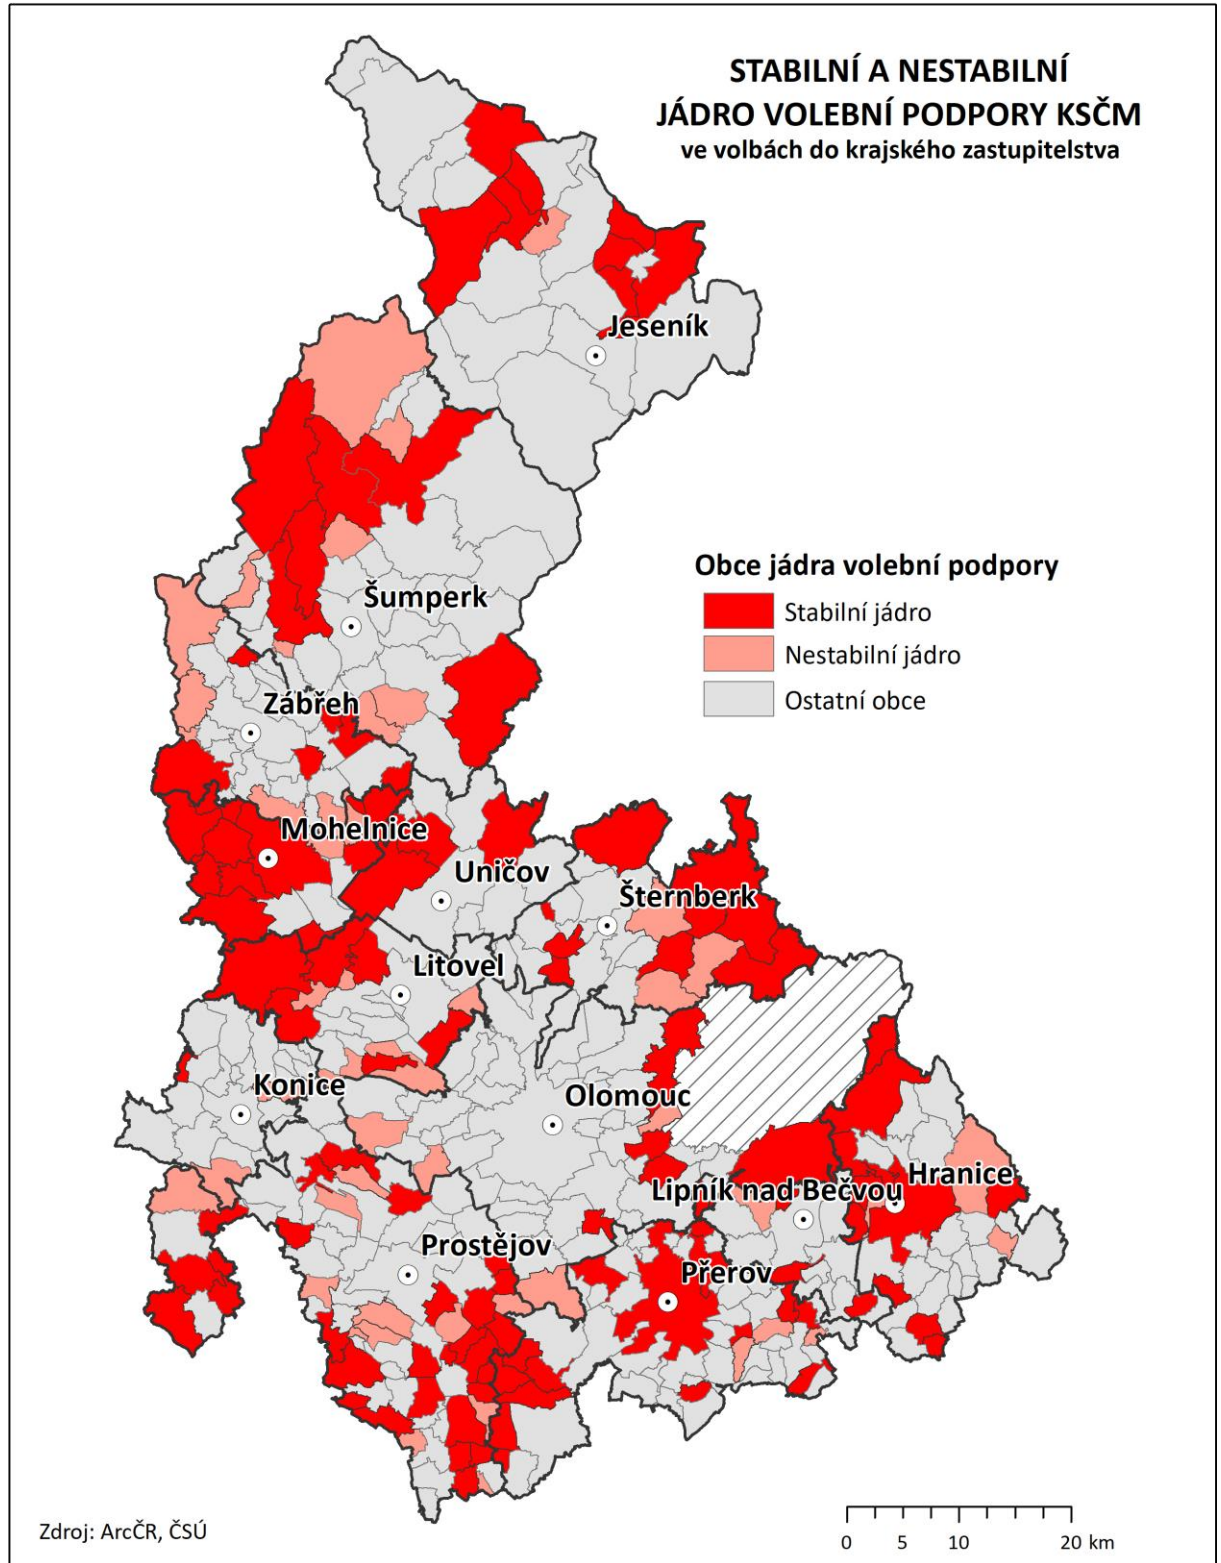 STABILNÍ A NESTABILNÍ
JÁDRO VOLEBNÍ PODPORY KSČM
ve volbách do krajského zastupitelstva
Jeseník
Obce jádra volební podpory
Stabilní jádro
Nestabilní jádro
Ostatní obce
Šumperk
Zábřeh
Mohelnice
Uničov
Šternberk
Litovel
Konice
Olomouc
Hranice
Lipník nad Bečvou
Prostějov
Přerov
Zdroj: ArcČR, ČSÚ
0 5 10 20 km